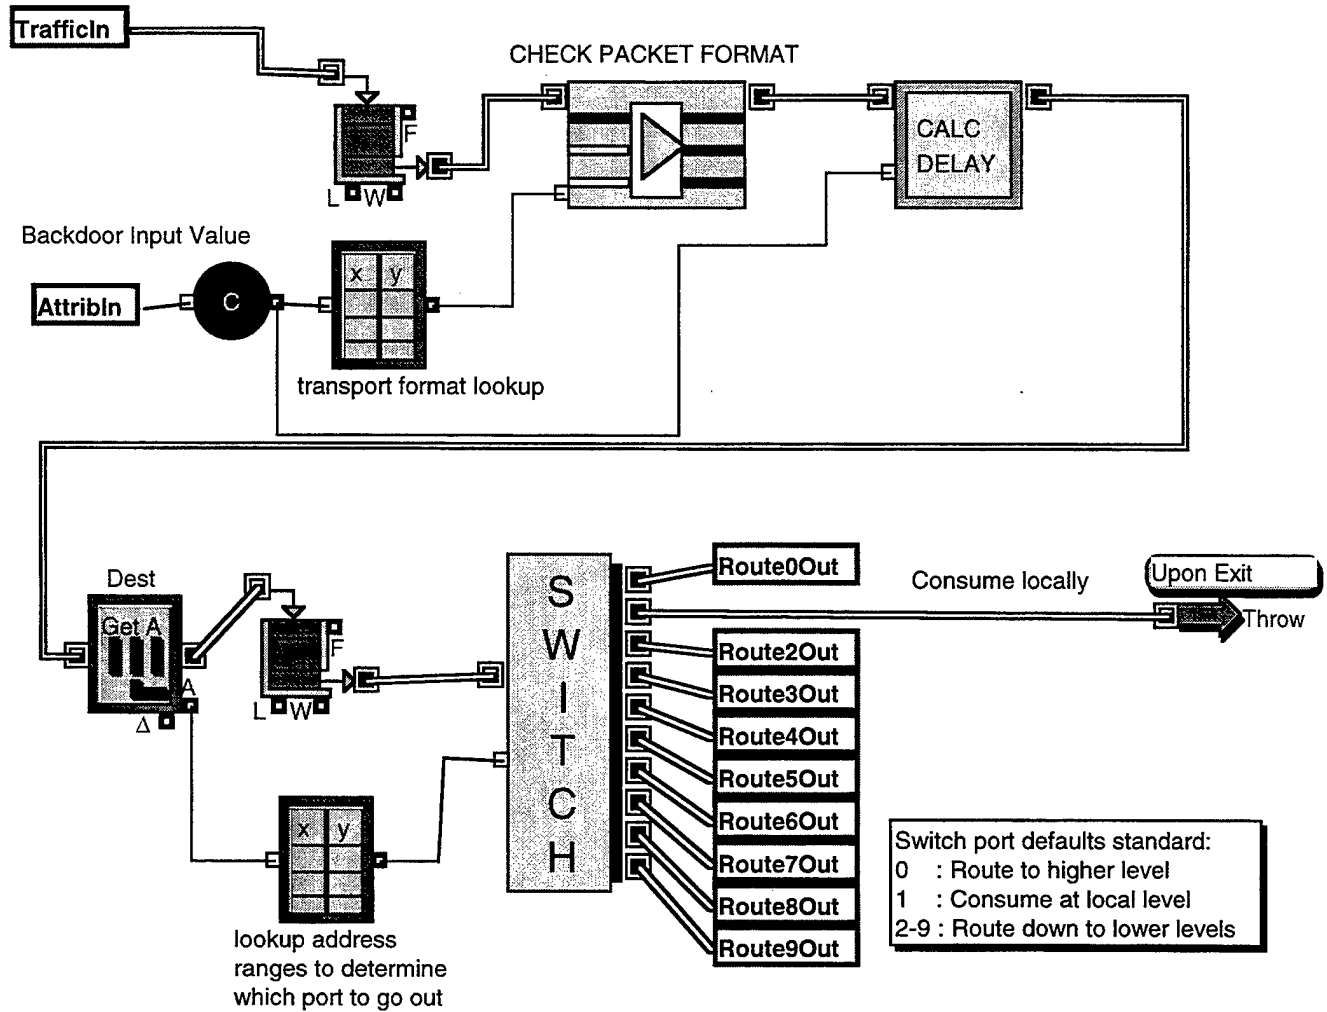 TrafficIn
CHECK PACKET FORMAT
F
L W
CALC
DELAY
Backdoor Input Value
AttribIn
C
x y
transport format lookup
Dest
Get A
A
Δ
F
L W
x y
lookup address
ranges to determine
which port to go out
S
W
I
T
C
H
Route0Out
Consume locally
Upon Exit
Throw
Route2Out
Route3Out
Route4Out
Route5Out
Route6Out
Route7Out
Route8Out
Route9Out
Switch port defaults standard:
0 : Route to higher level
1 : Consume at local level
2-9 : Route down to lower levels